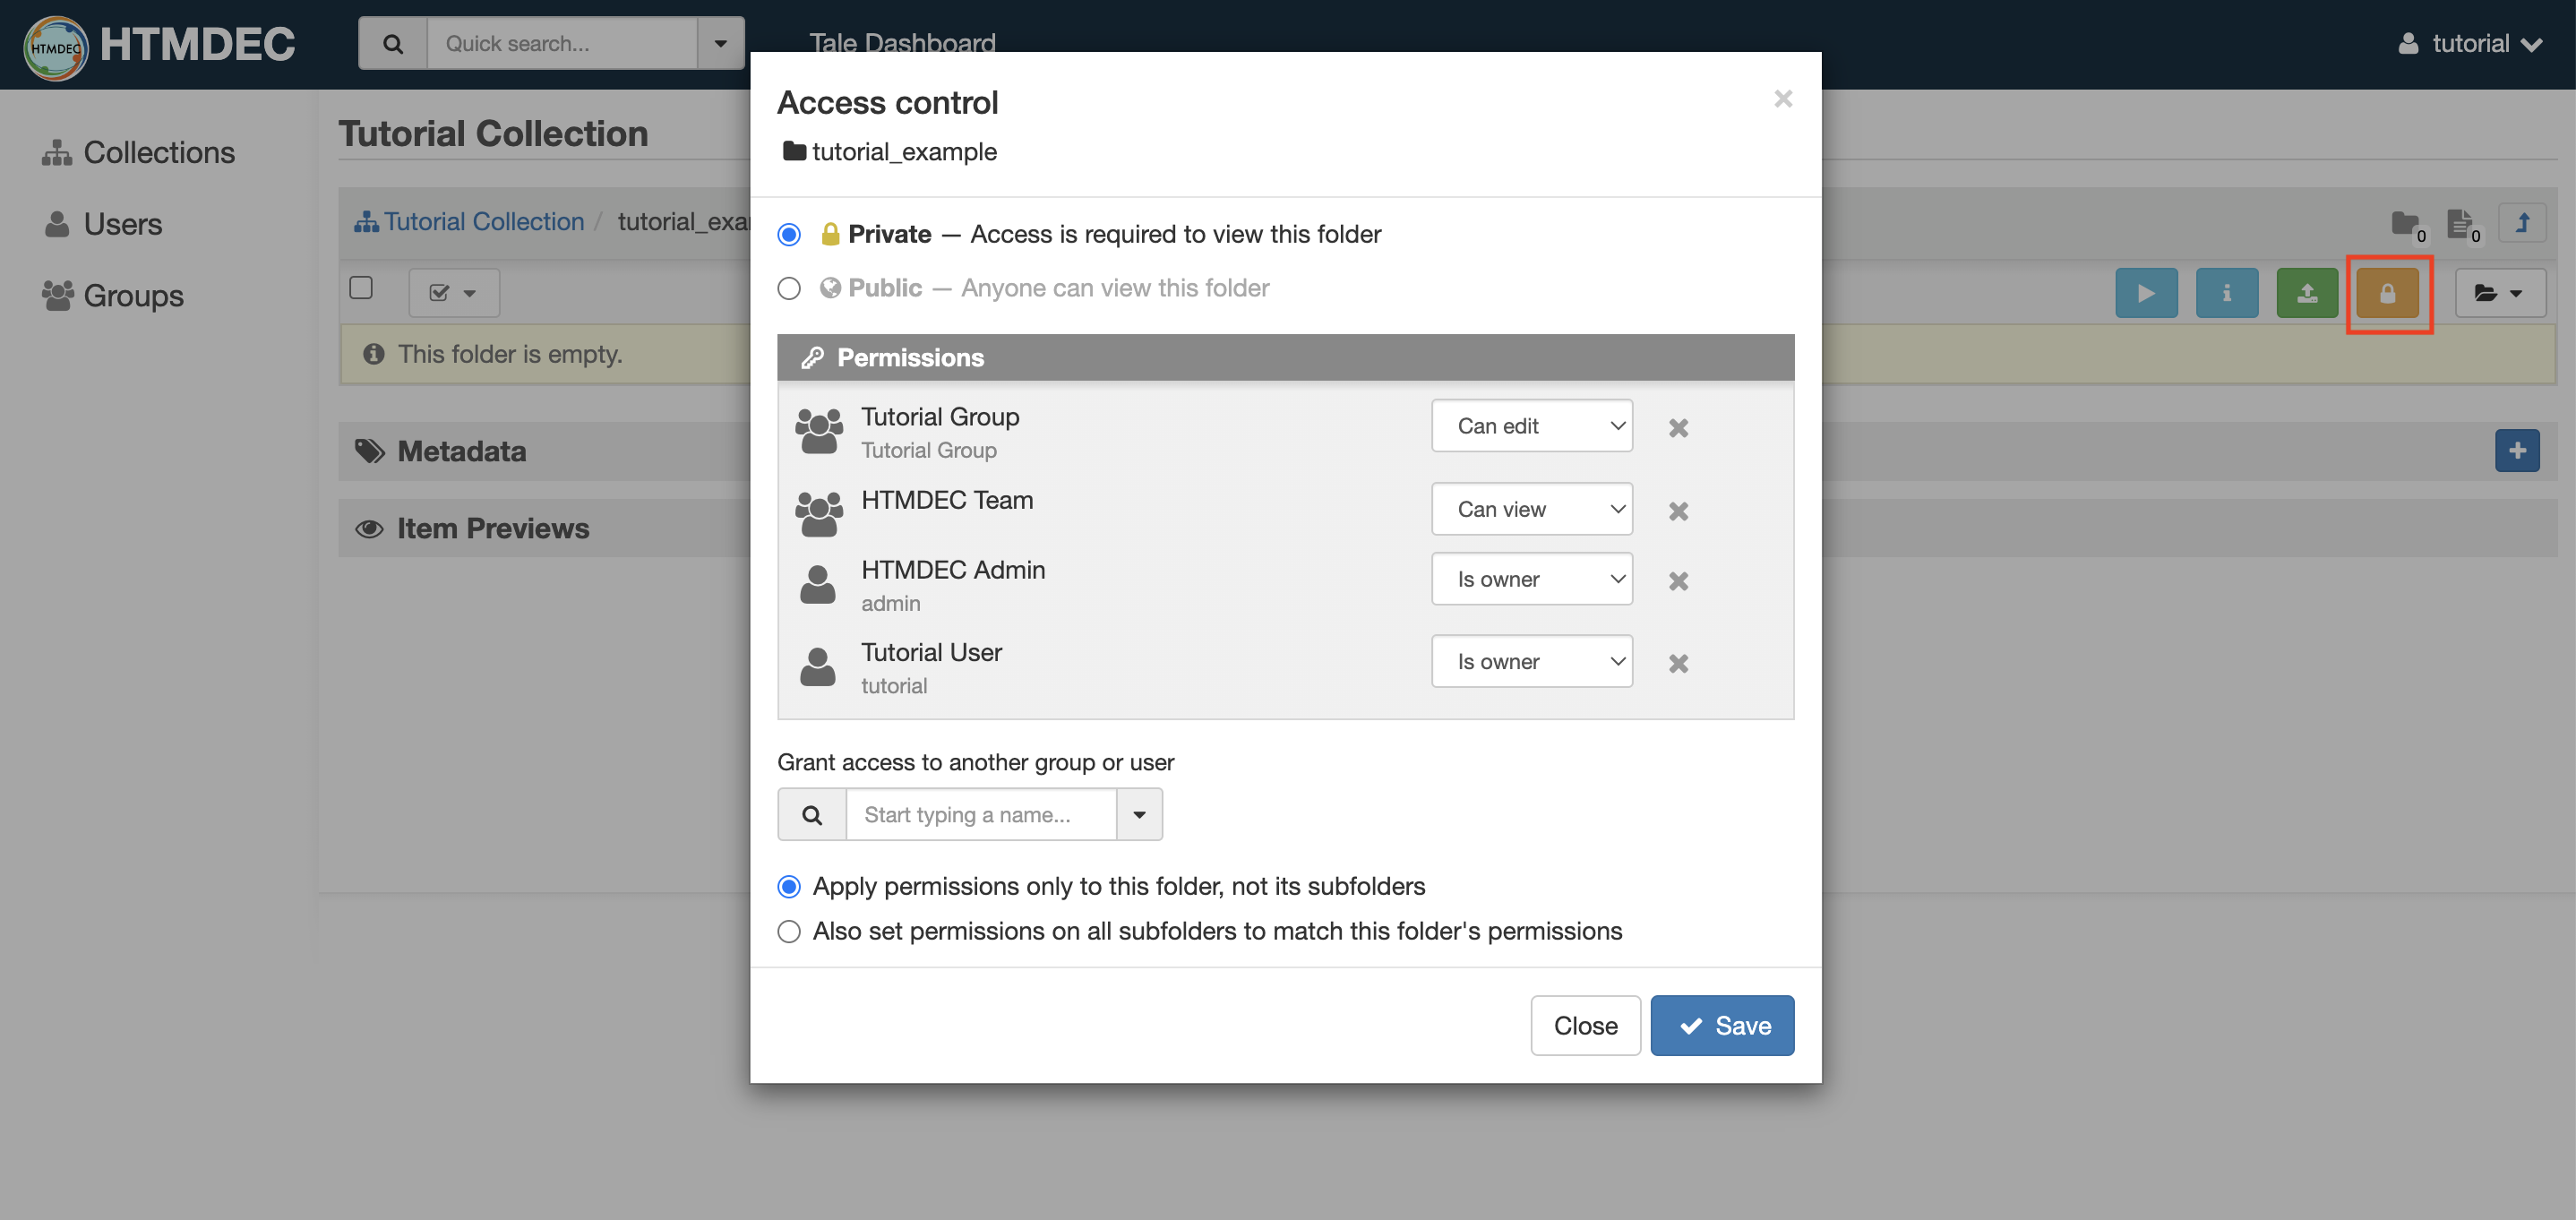 HTMDEC HTMDEC Quick search... Tale Dashboard tutorial
Collections
Users
Groups
Tutorial Collection
Tutorial Collection / tutorial_exa
0 0
This folder is empty.
Metadata
Item Previews
Access control ×
tutorial_example
Private — Access is required to view this folder
Public — Anyone can view this folder
Permissions
Tutorial Group Can edit
Tutorial Group
HTMDEC Team Can view
HTMDEC Admin Is owner
admin
Tutorial User Is owner
tutorial
Grant access to another group or user
Start typing a name...
Apply permissions only to this folder, not its subfolders
Also set permissions on all subfolders to match this folder's permissions
Close Save